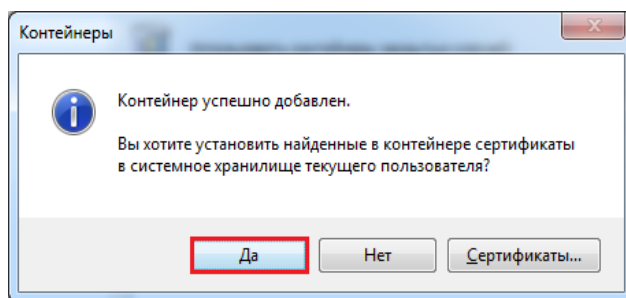 Контейнеры
Контейнер успешно добавлен.
Вы хотите установить найденные в контейнере сертификаты
в системное хранилище текущего пользователя?
Да
Нет
Сертификаты...